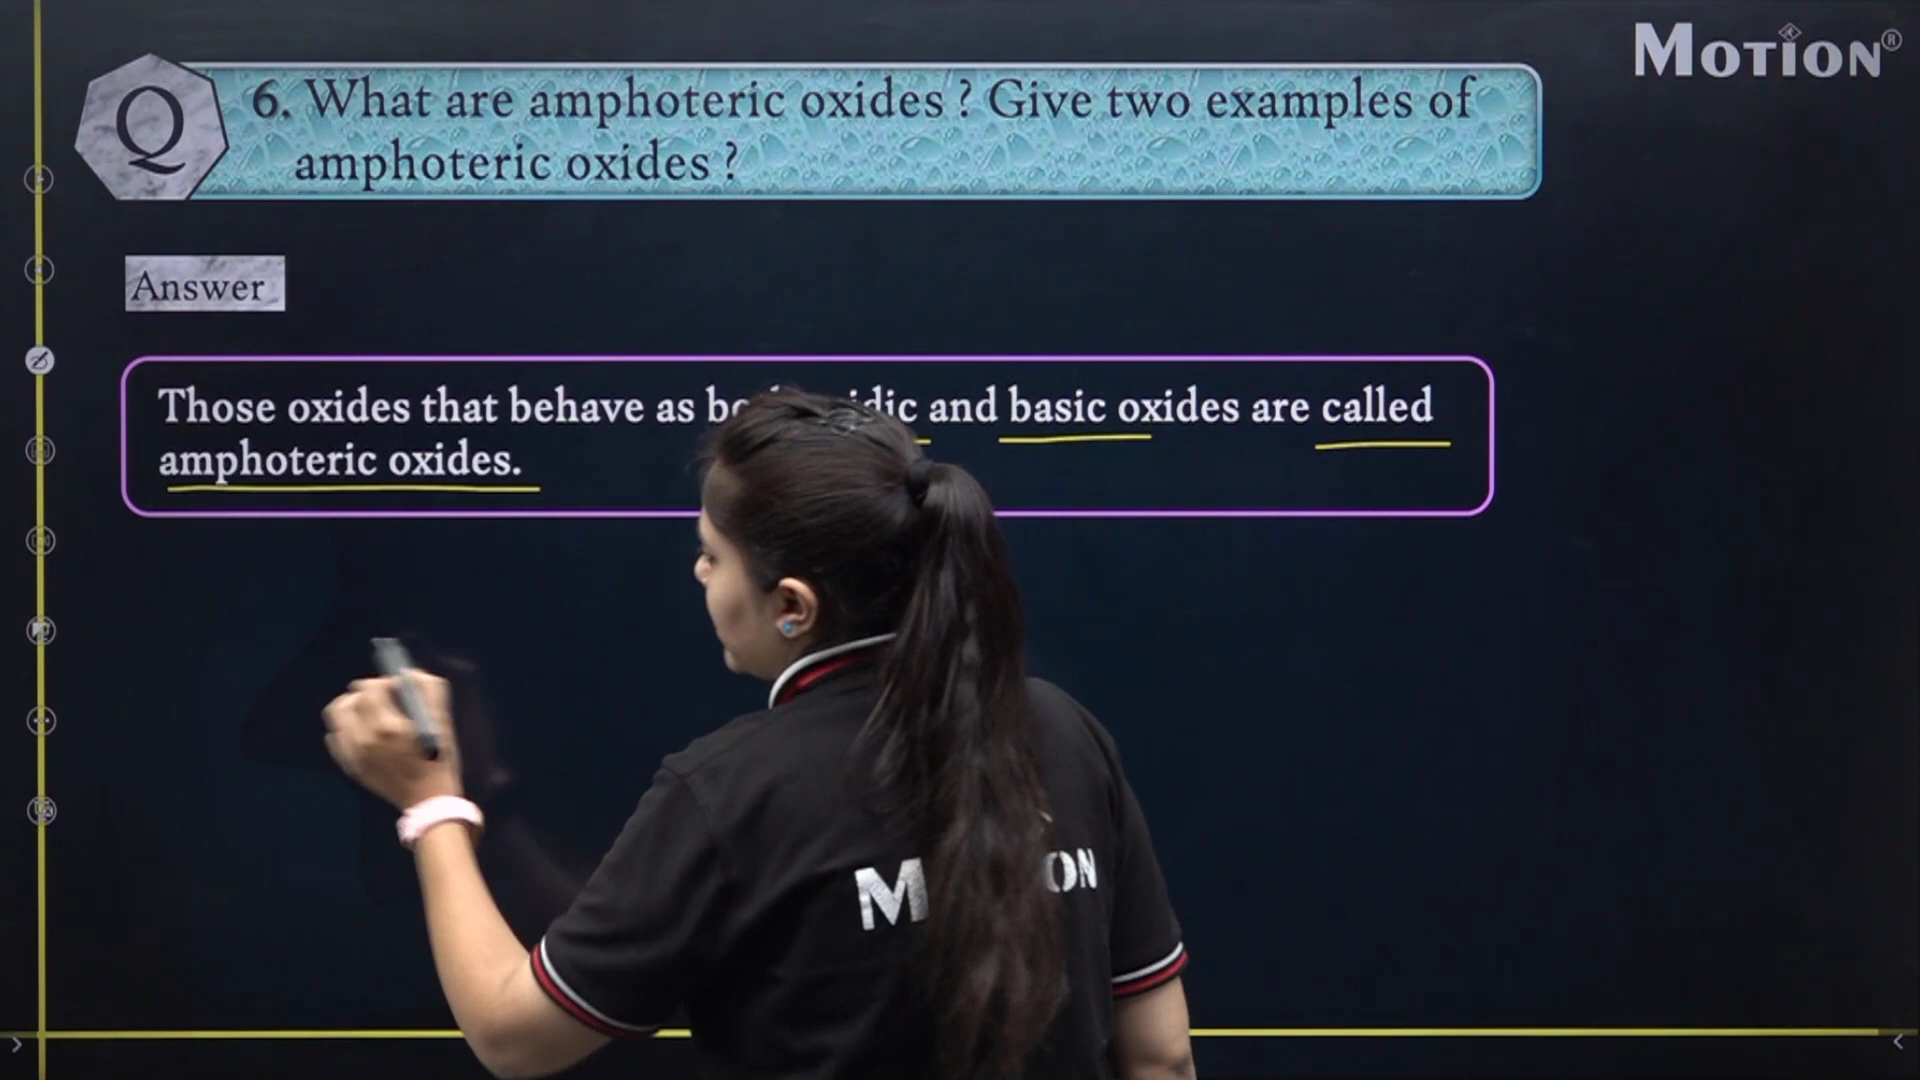 MOTION®
Q
6. What are amphoteric oxides ? Give two examples of
amphoteric oxides ?
Answer
Those oxides that behave as and basic oxides are called
amphoteric oxides.
M ON